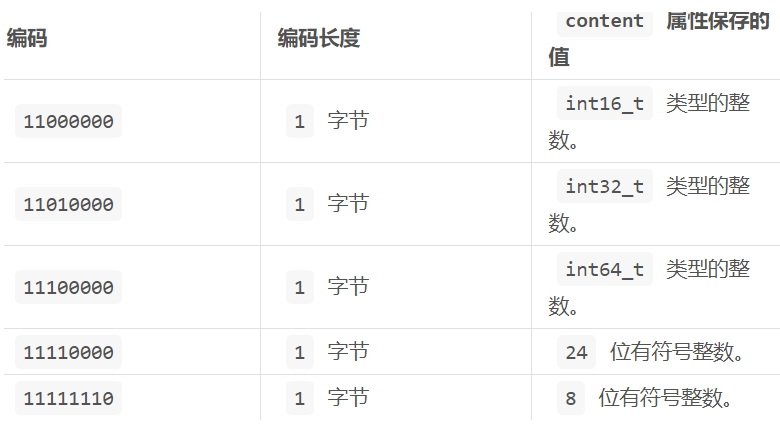 编码 编码长度 content 属性保存的值
11000000 1 字节 int16_t 类型的整数。
11010000 1 字节 int32_t 类型的整数。
11100000 1 字节 int64_t 类型的整数。
11110000 1 字节 24 位有符号整数。
11111110 1 字节 8 位有符号整数。